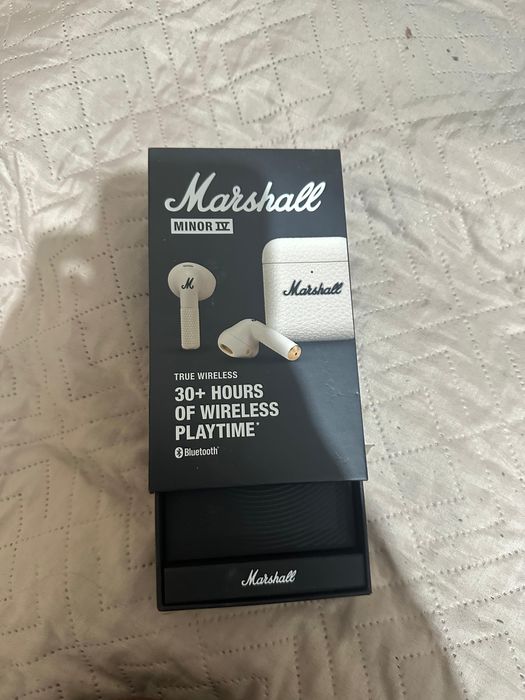 Marshall
MINOR IV
M
Marshall
TRUE WIRELESS
30+ HOURS
OF WIRELESS
PLAYTIME*
Bluetooth®
Marshall